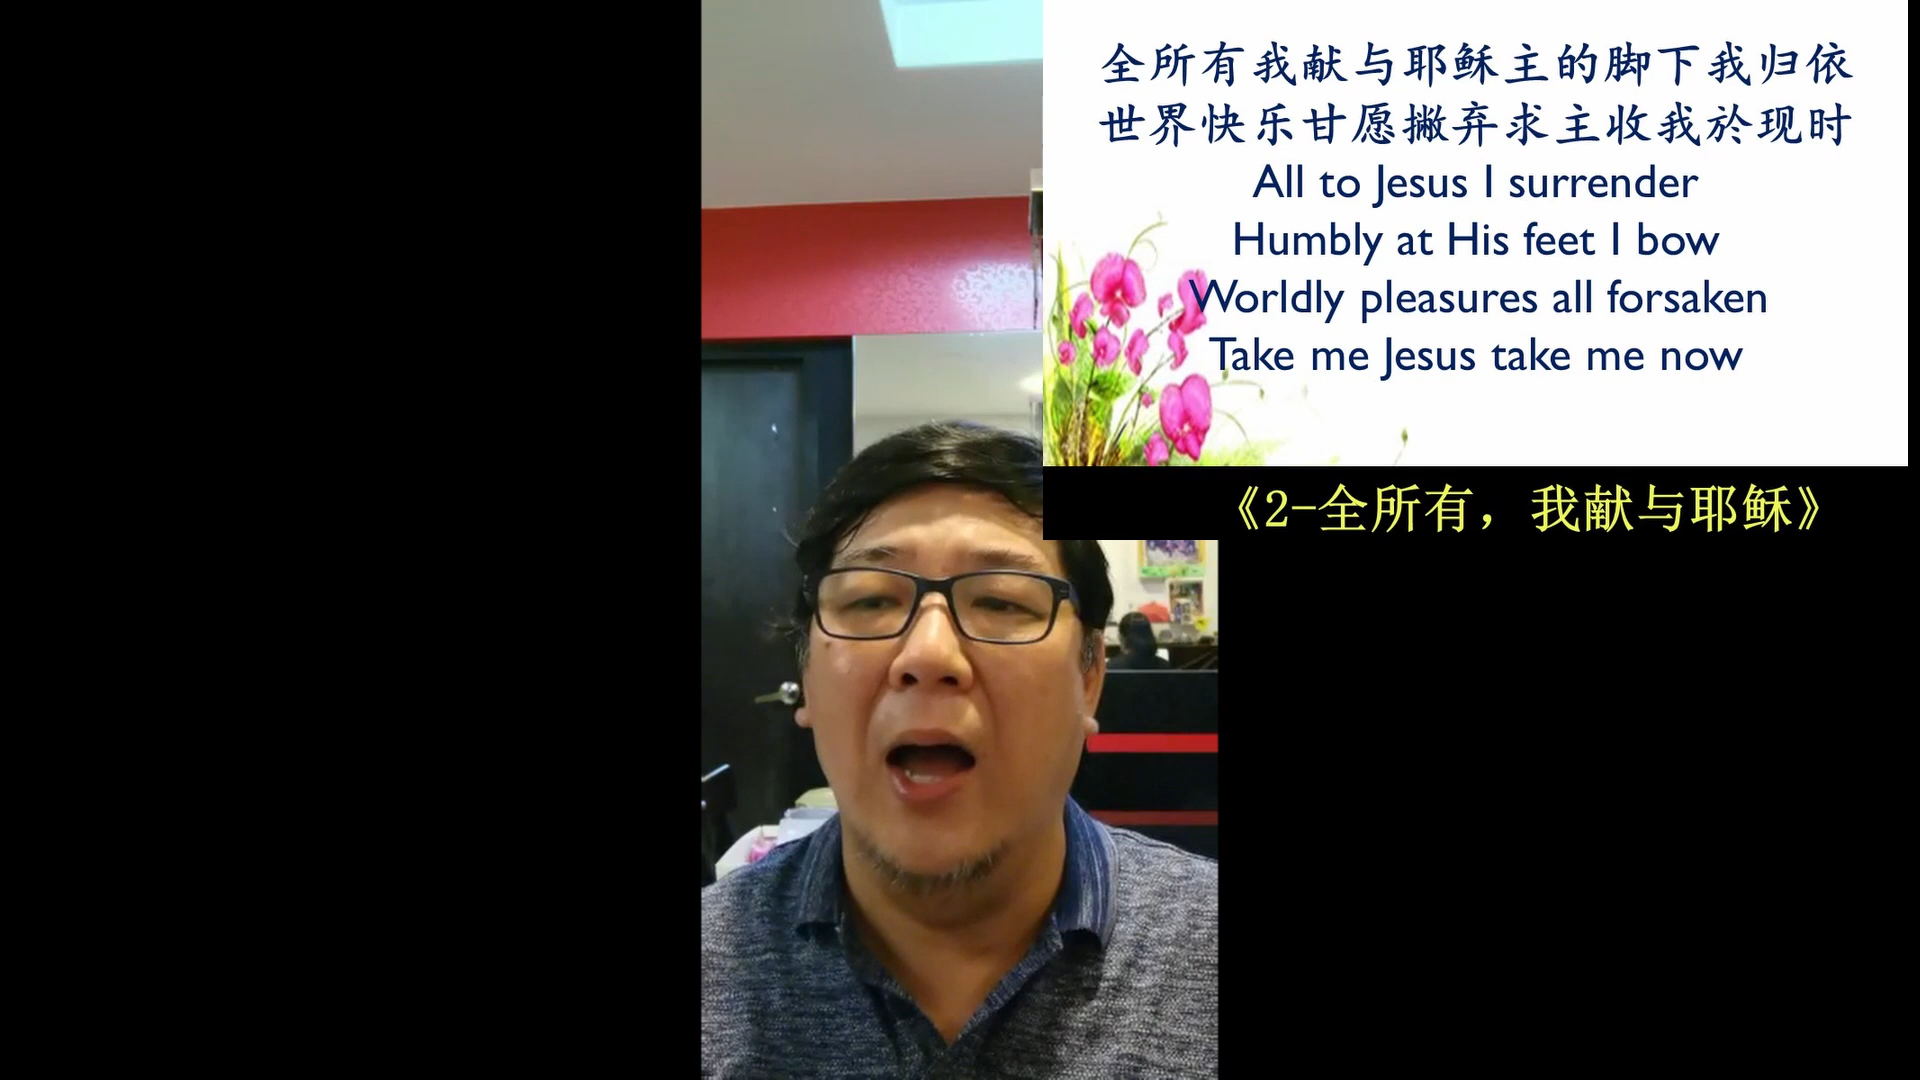 全所有我献与耶稣主的脚下我归依
世界快乐甘愿撇弃求主收我於现时
All to Jesus I surrender
Humbly at His feet I bow
Worldly pleasures all forsaken
Take me Jesus take me now
《2-全所有，我献与耶稣》